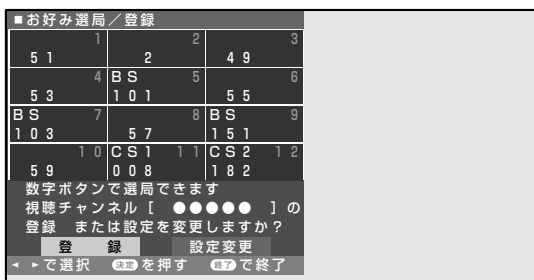 ■お好み選局／登録
1 2 3
51 2 49
4 BS 5 6
53 101 55
BS 7 8 BS 9
103 57 151
10 CS1 11 CS2 12
59 008 182
数字ボタンで選局できます
視聴チャンネル［ ●●●●● ］の
登録 または設定を変更しますか？
登 録 設定変更
◄ ►で選択 決定を押す 終了で終了